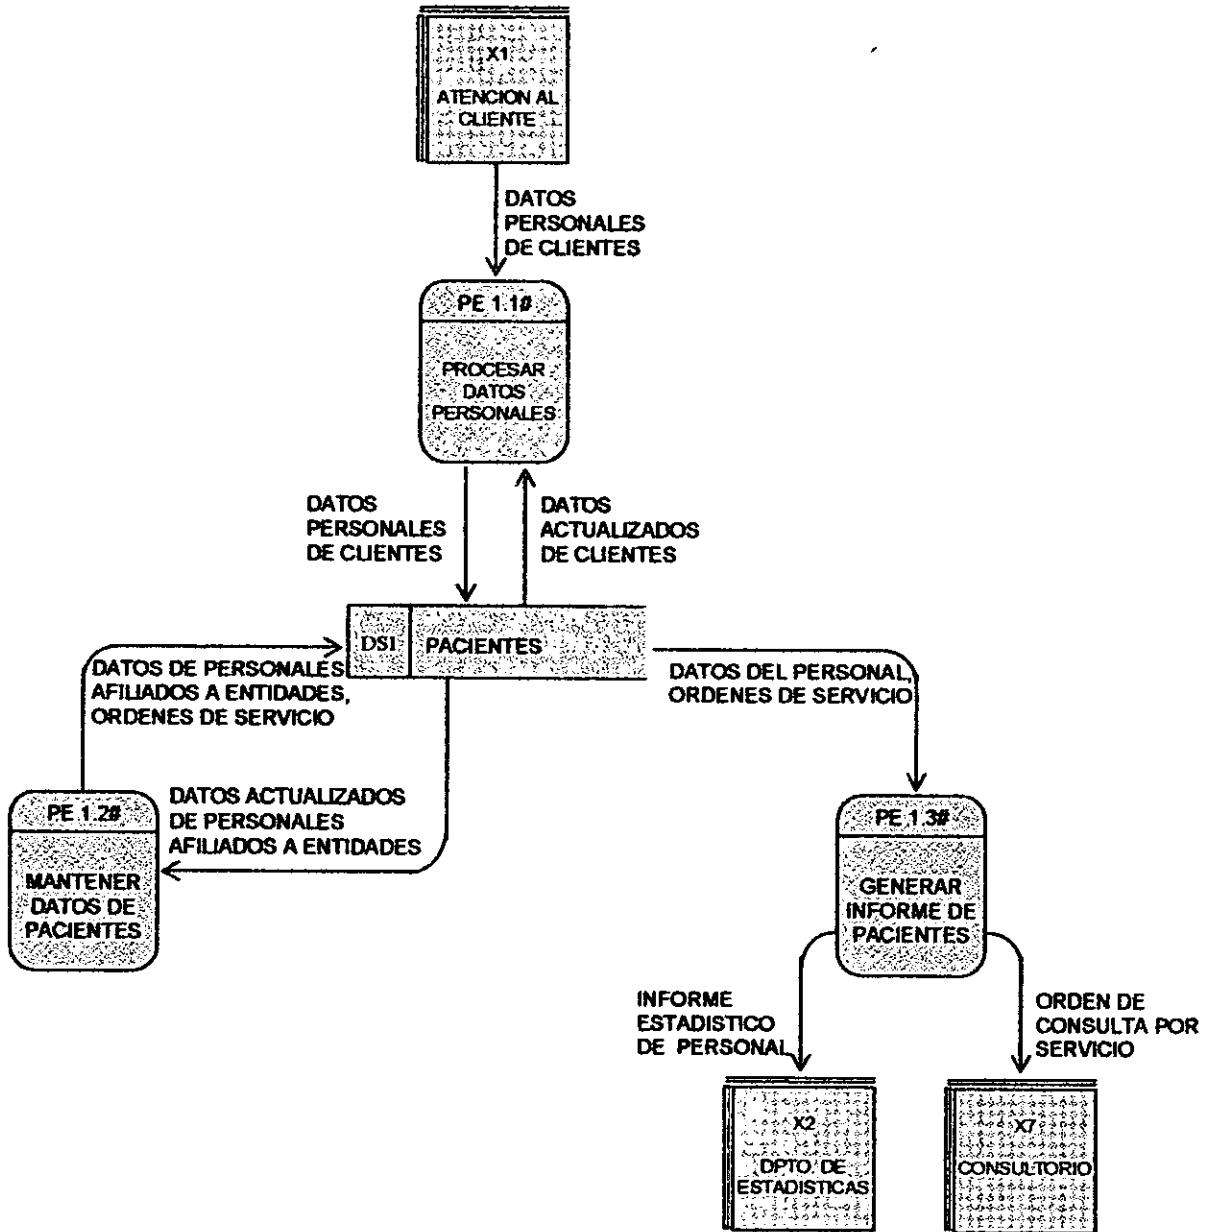 X1
ATENCION AL
CLIENTE
DATOS
PERSONALES
DE CLIENTES
PE 1.1#
PROCESAR
DATOS
PERSONALES
DATOS
PERSONALES
DE CLIENTES
DATOS
ACTUALIZADOS
DE CLIENTES
DS1
PACIENTES
DATOS DE PERSONALES
AFILIADOS A ENTIDADES,
ORDENES DE SERVICIO
DATOS DEL PERSONAL,
ORDENES DE SERVICIO
PE 1.2#
MANTENER
DATOS DE
PACIENTES
DATOS ACTUALIZADOS
DE PERSONALES
AFILIADOS A ENTIDADES
PE 1.3#
GENERAR
INFORME DE
PACIENTES
INFORME
ESTADISTICO
DE PERSONAL
ORDEN DE
CONSULTA POR
SERVICIO
X2
DPTO. DE
ESTADISTICAS
X7
CONSULTORIO